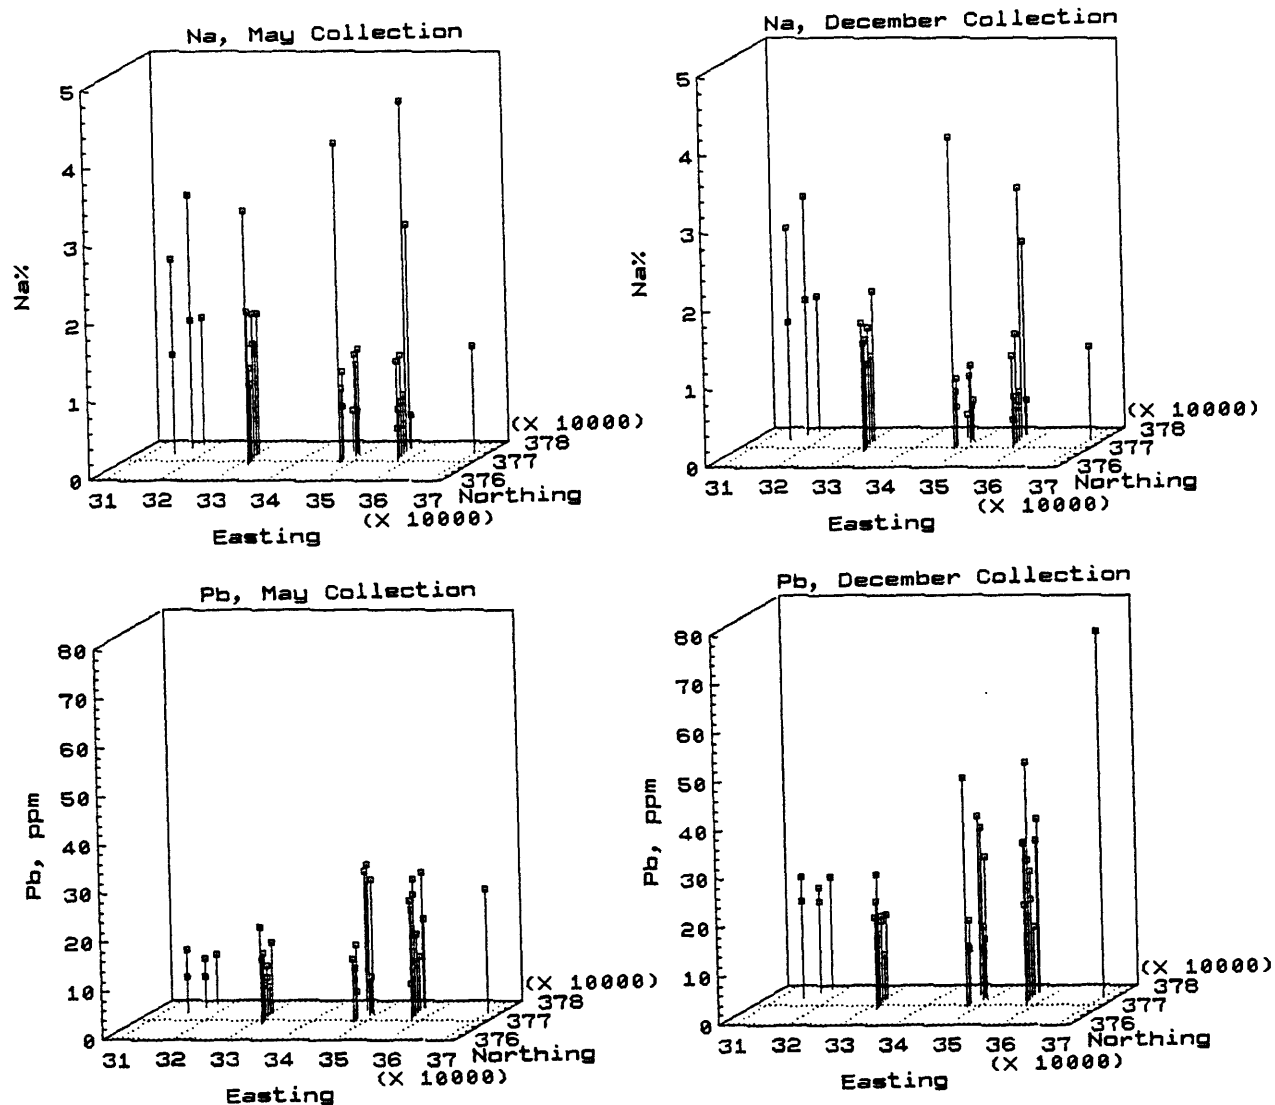 Na, May Collection
5
4
3
2
1
0
Na%
31 32 33 34 35 36 37
376
377
378
(X 10000)
Northing
(X 10000)
Easting
Na, December Collection
5
4
3
2
1
0
Na%
31 32 33 34 35 36 37
376
377
378
(X 10000)
Northing
(X 10000)
Easting
Pb, May Collection
80
70
60
50
40
30
20
10
0
Pb, ppm
31 32 33 34 35 36 37
376
377
378
(X 10000)
Northing
(X 10000)
Easting
Pb, December Collection
80
70
60
50
40
30
20
10
0
Pb, ppm
31 32 33 34 35 36 37
376
377
378
(X 10000)
Northing
(X 10000)
Easting